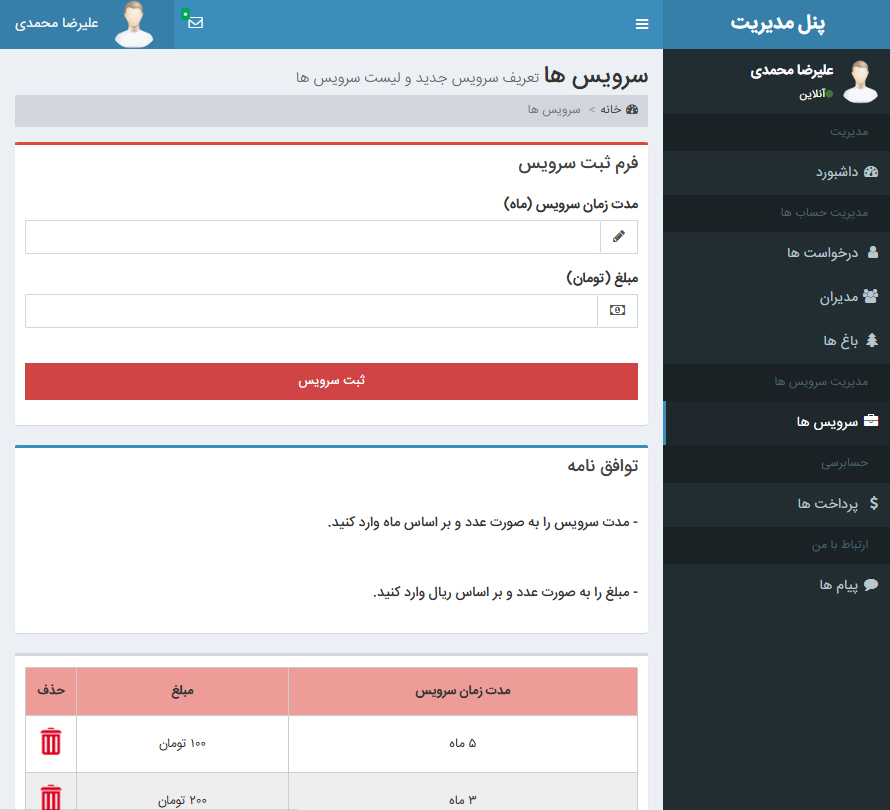 پنل مدیریت
علیرضا محمدی
علیرضا محمدی
آنلاین
مدیریت
داشبورد
مدیریت حساب ها
درخواست ها
مدیران
باغ ها
مدیریت سرویس ها
سرویس ها
حسابرسی
پرداخت ها
ارتباط با من
پیام ها
سرویس ها تعریف سرویس جدید و لیست سرویس ها
خانه > سرویس ها
فرم ثبت سرویس
مدت زمان سرویس (ماه)
مبلغ (تومان)
ثبت سرویس
توافق نامه
- مدت سرویس را به صورت عدد و بر اساس ماه وارد کنید.
- مبلغ را به صورت عدد و بر اساس ریال وارد کنید.
مدت زمان سرویس مبلغ حذف
۵ ماه ۱۰۰ تومان
۳ ماه ۲۰۰ تومان